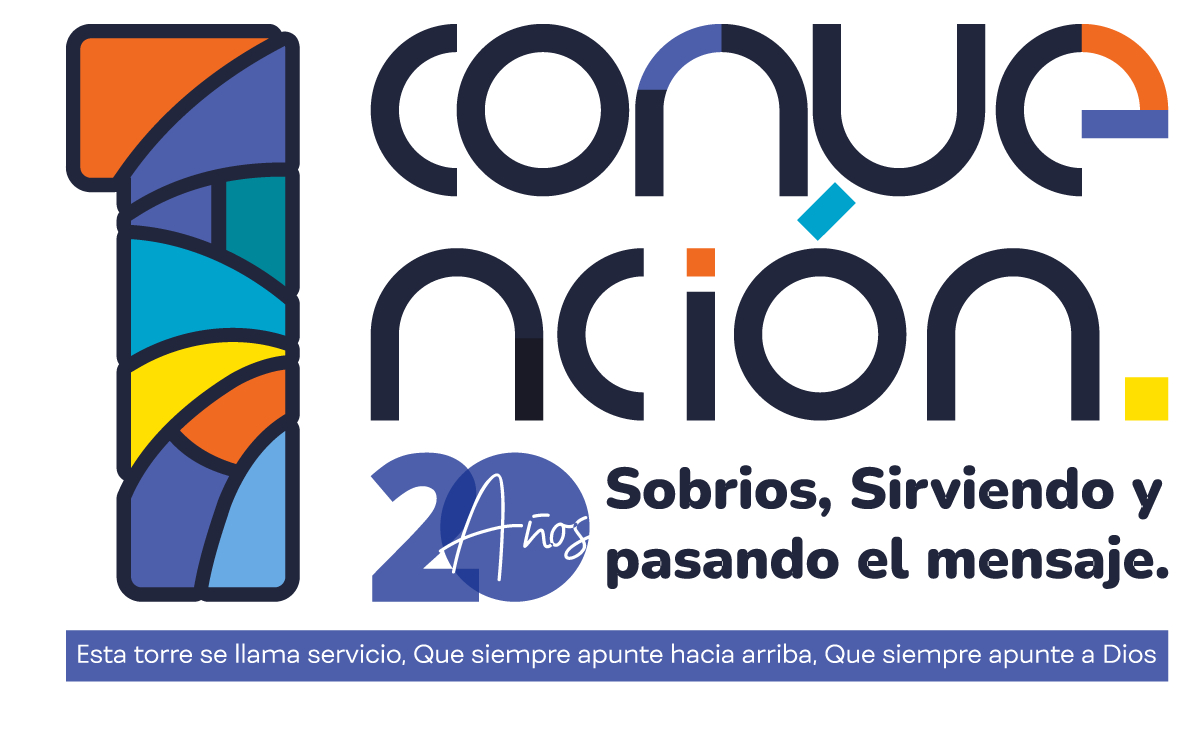 1
conve
nción.
20 Años
Sobrios, Sirviendo y
pasando el mensaje.
Esta torre se llama servicio, Que siempre apunte hacia arriba, Que siempre apunte a Dios